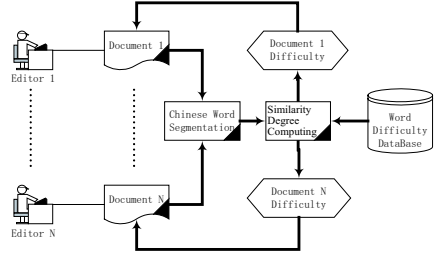 Document 1
Document 1
Difficulty
Editor 1
Chinese Word
Segmentation
Similarity
Degree
Computing
Word
Difficulty
DataBase
Document N
Document N
Difficulty
Editor N